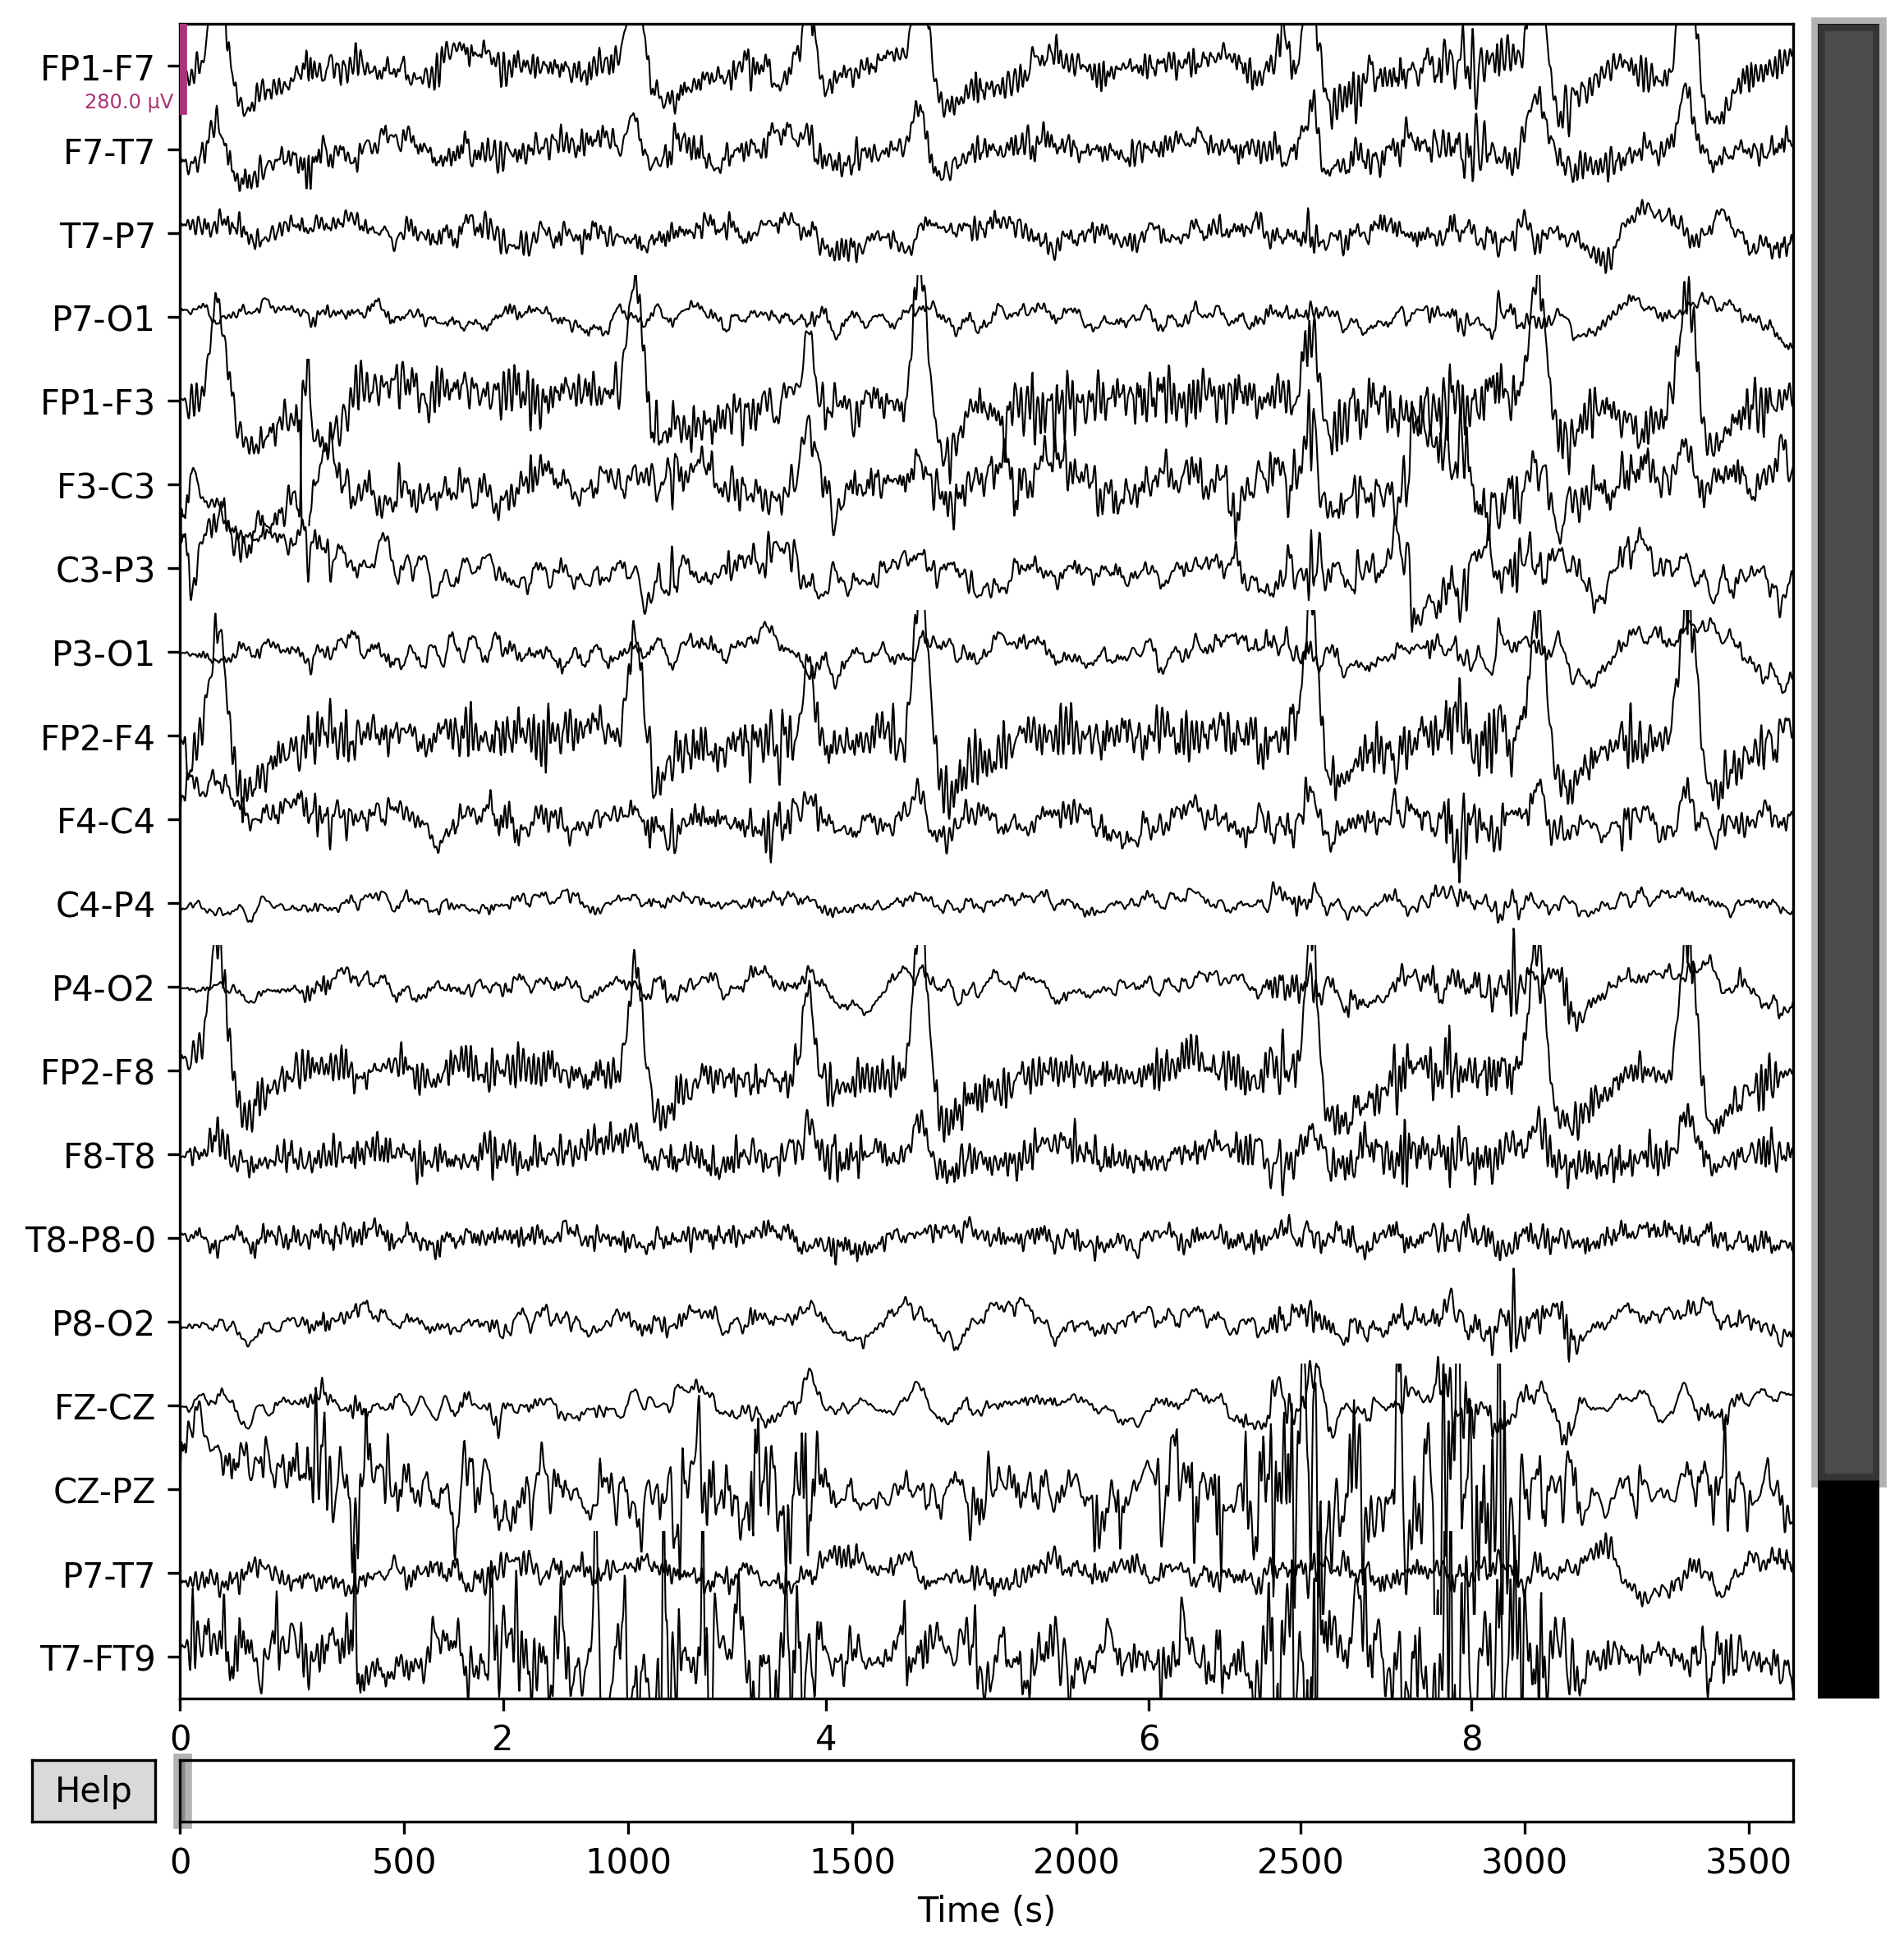 FP1-F7
280.0 µV
F7-T7
T7-P7
P7-O1
FP1-F3
F3-C3
C3-P3
P3-O1
FP2-F4
F4-C4
C4-P4
P4-O2
FP2-F8
F8-T8
T8-P8-0
P8-O2
FZ-CZ
CZ-PZ
P7-T7
T7-FT9
0 2 4 6 8
Help
0 500 1000 1500 2000 2500 3000 3500
Time (s)